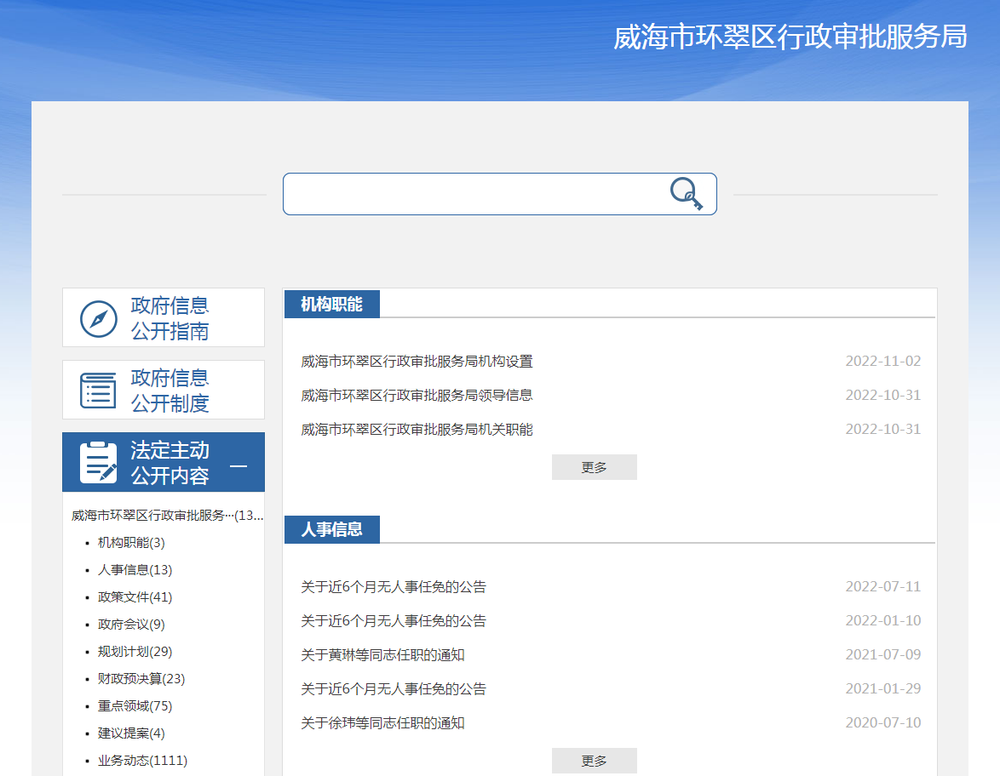 威海市环翠区行政审批服务局
政府信息
公开指南
政府信息
公开制度
法定主动
公开内容
威海市环翠区行政审批服务···(13...
机构职能(3)
人事信息(13)
政策文件(41)
政府会议(9)
规划计划(29)
财政预决算(23)
重点领域(75)
建议提案(4)
业务动态(1111)
机构职能
威海市环翠区行政审批服务局机构设置 2022-11-02
威海市环翠区行政审批服务局领导信息 2022-10-31
威海市环翠区行政审批服务局机关职能 2022-10-31
更多
人事信息
关于近6个月无人事任免的公告 2022-07-11
关于近6个月无人事任免的公告 2022-01-10
关于黄琳等同志任职的通知 2021-07-09
关于近6个月无人事任免的公告 2021-01-29
关于徐玮等同志任职的通知 2020-07-10
更多